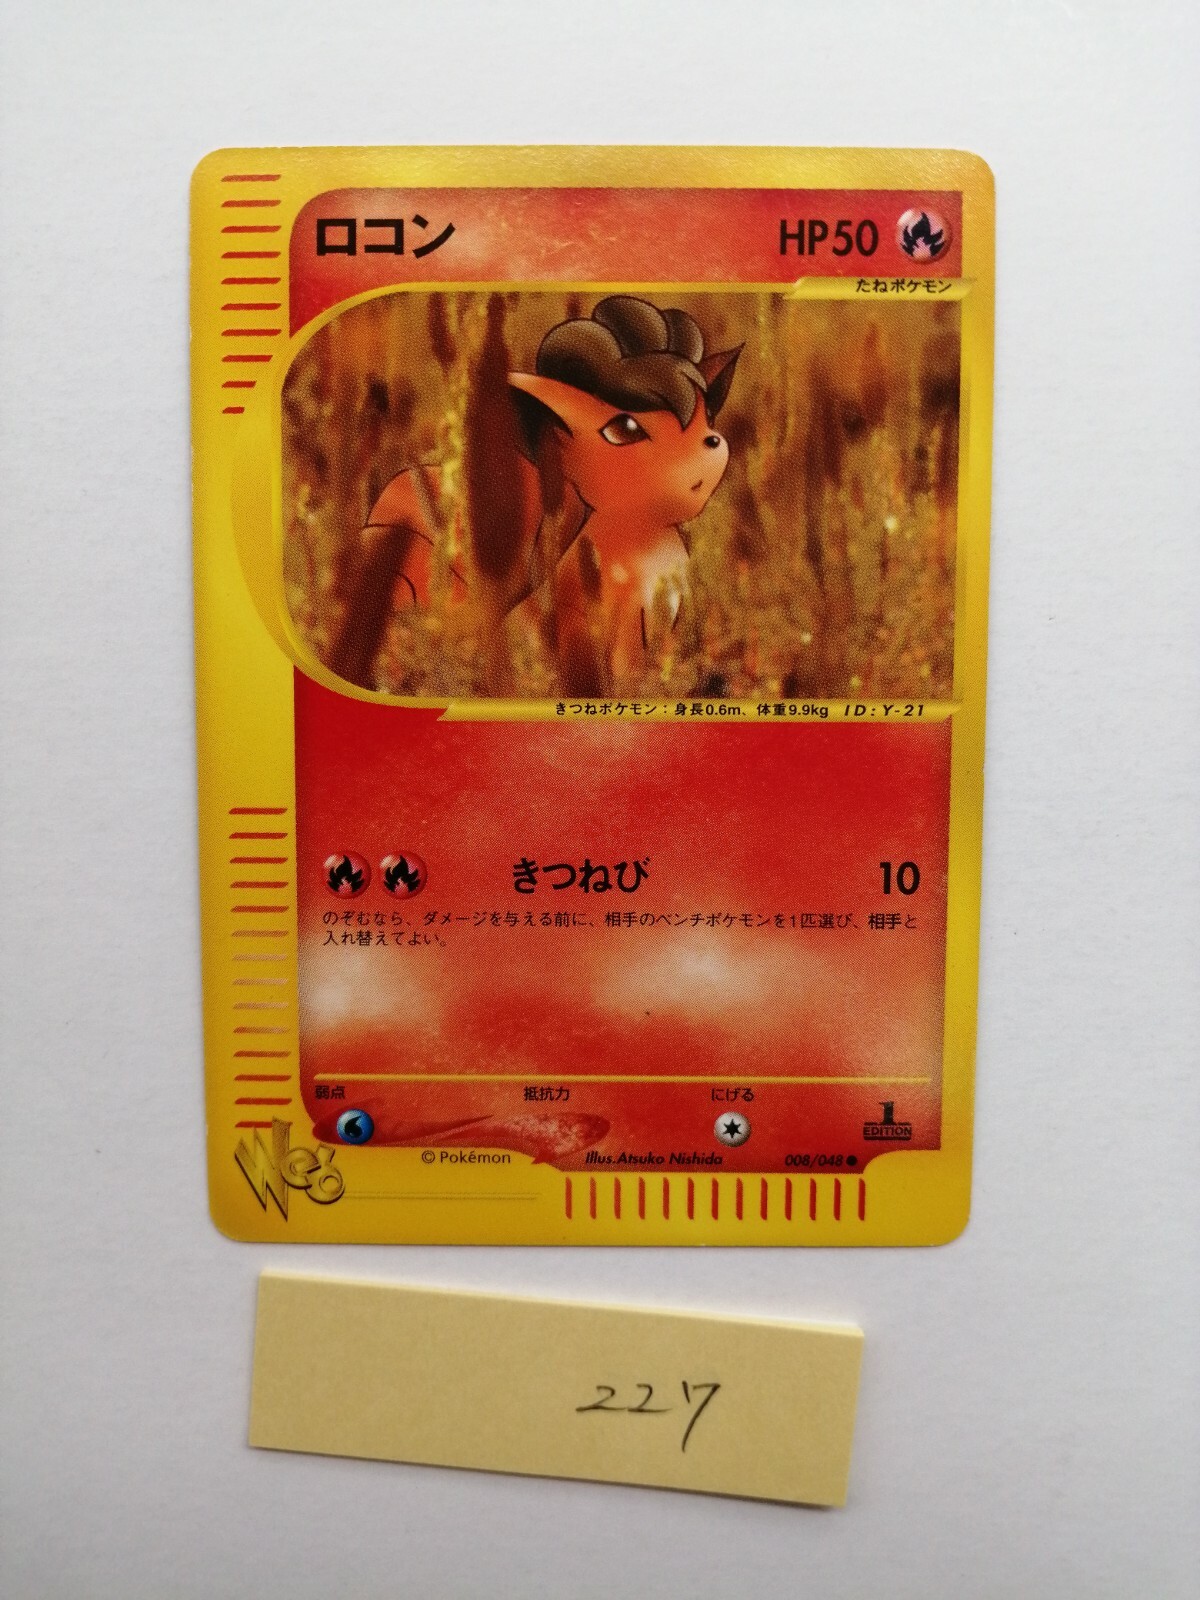 ロコン HP50
たねポケモン
きつねポケモン：身長0.6m、体重9.9kg ID:Y-21
きつねび 10
のぞむなら、ダメージを与える前に、相手のベンチポケモンを1匹選び、相手と
入れ替えてよい。
弱点 抵抗力 にげる
1
EDITION
Web
© Pokémon Illus.Atsuko Nishida 008/048●
227